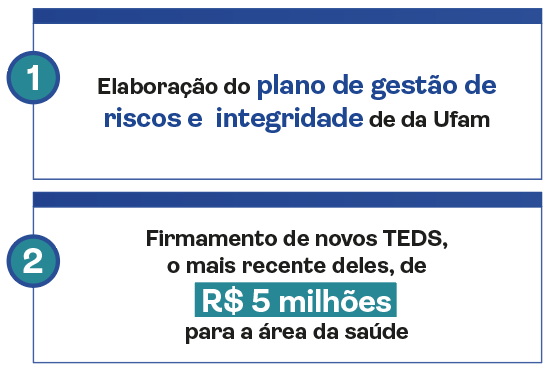 1
Elaboração do plano de gestão de
riscos e integridade de da Ufam
2
Firmamento de novos TEDS,
o mais recente deles, de
R$ 5 milhões
para a área da saúde